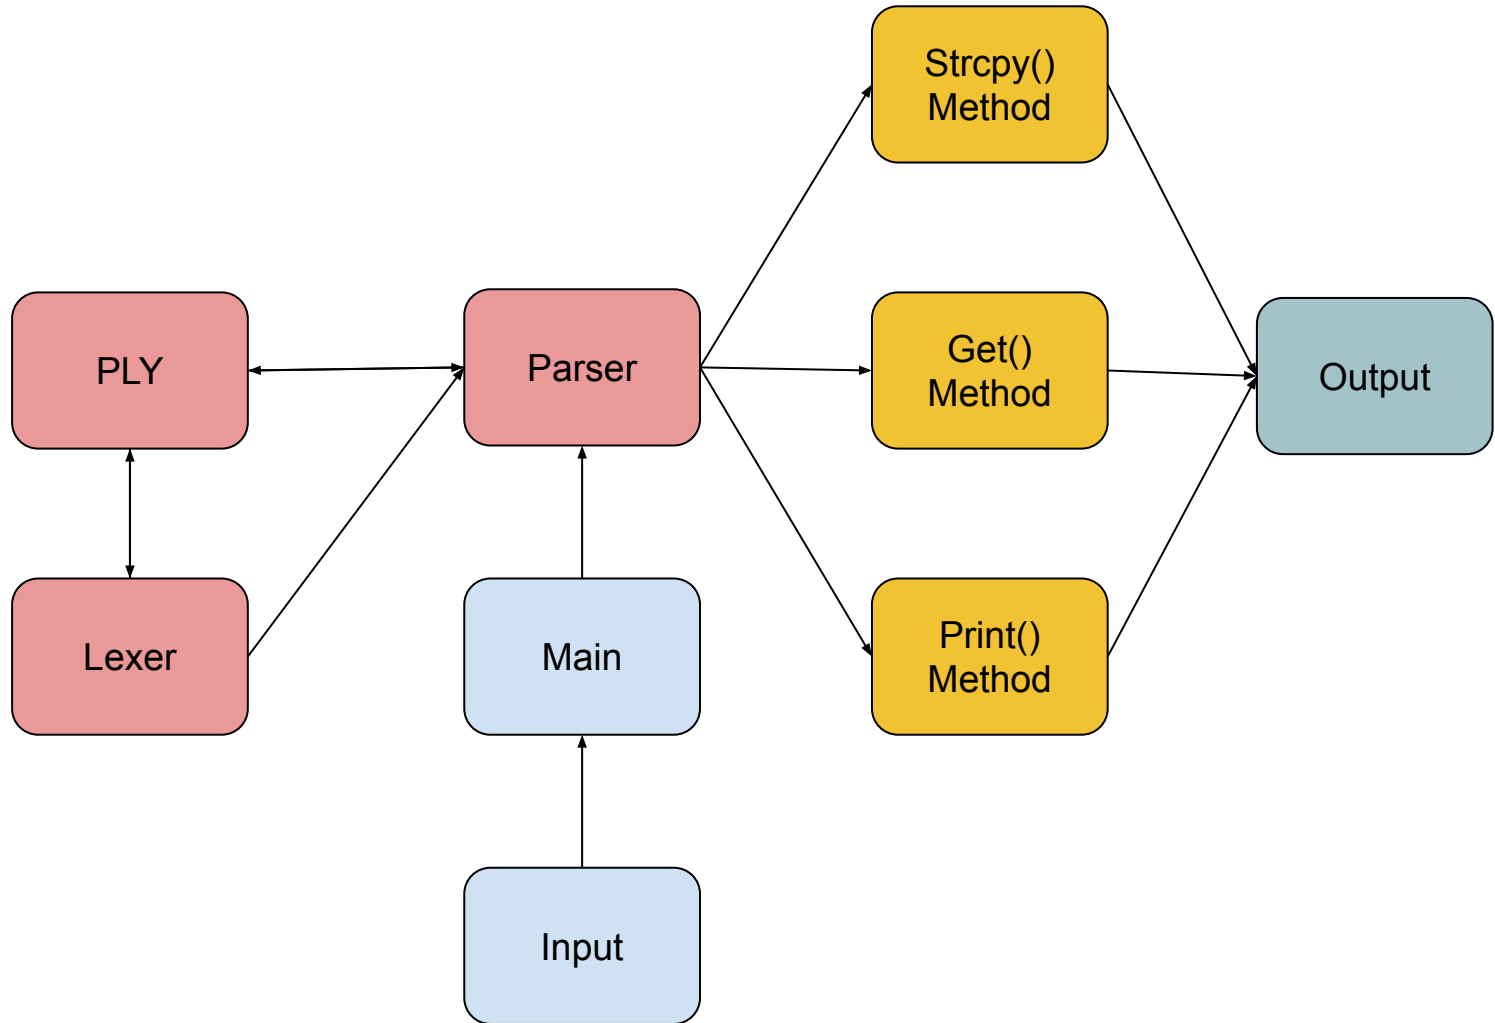 Strcpy()
Method
PLY
Parser
Get()
Method
Output
Lexer
Main
Print()
Method
Input